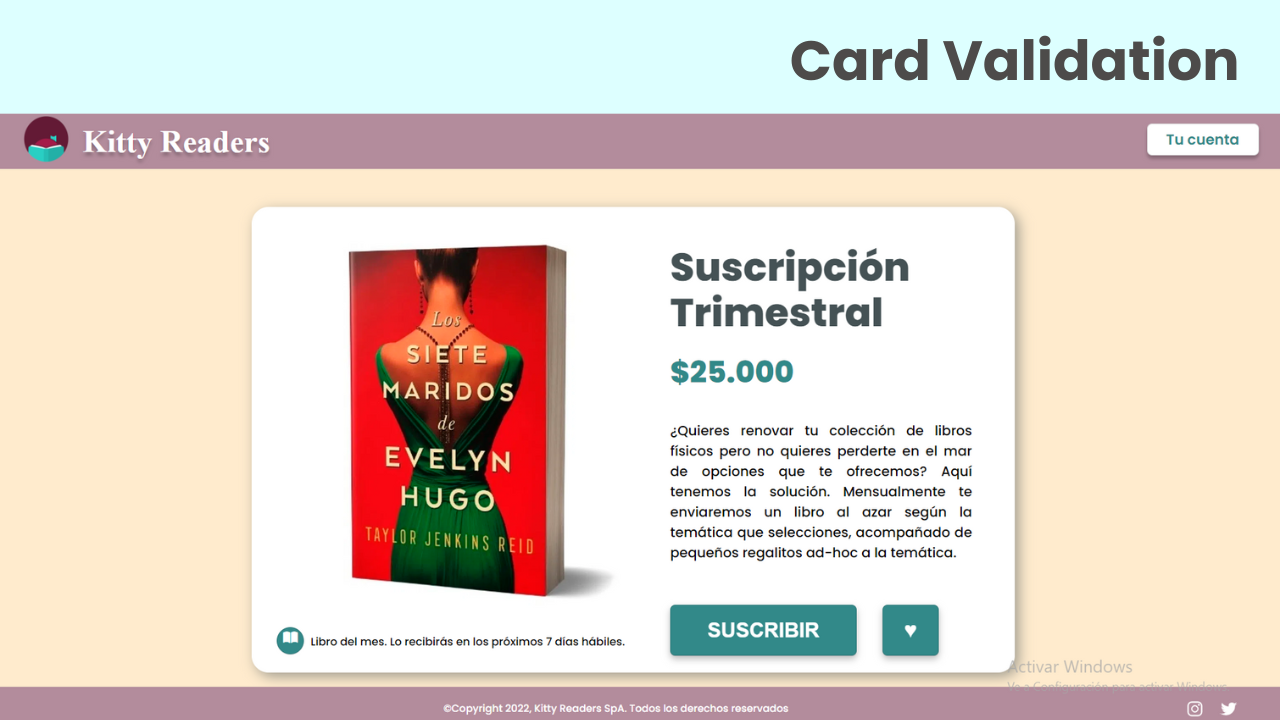 Card Validation
Kitty Readers
Tu cuenta
Los
SIETE
MARIDOS
de
EVELYN
HUGO
TAYLOR JENKINS REID
Libro del mes. Lo recibirás en los próximos 7 días hábiles.
Suscripción
Trimestral
$25.000
¿Quieres renovar tu colección de libros
físicos pero no quieres perderte en el mar
de opciones que te ofrecemos? Aquí
tenemos la solución. Mensualmente te
enviaremos un libro al azar según la
temática que selecciones, acompañado de
pequeños regalitos ad-hoc a la temática.
SUSCRIBIR
♥
Activar Windows
Ve a Configuración para activar Windows.
©Copyright 2022, Kitty Readers SpA. Todos los derechos reservados